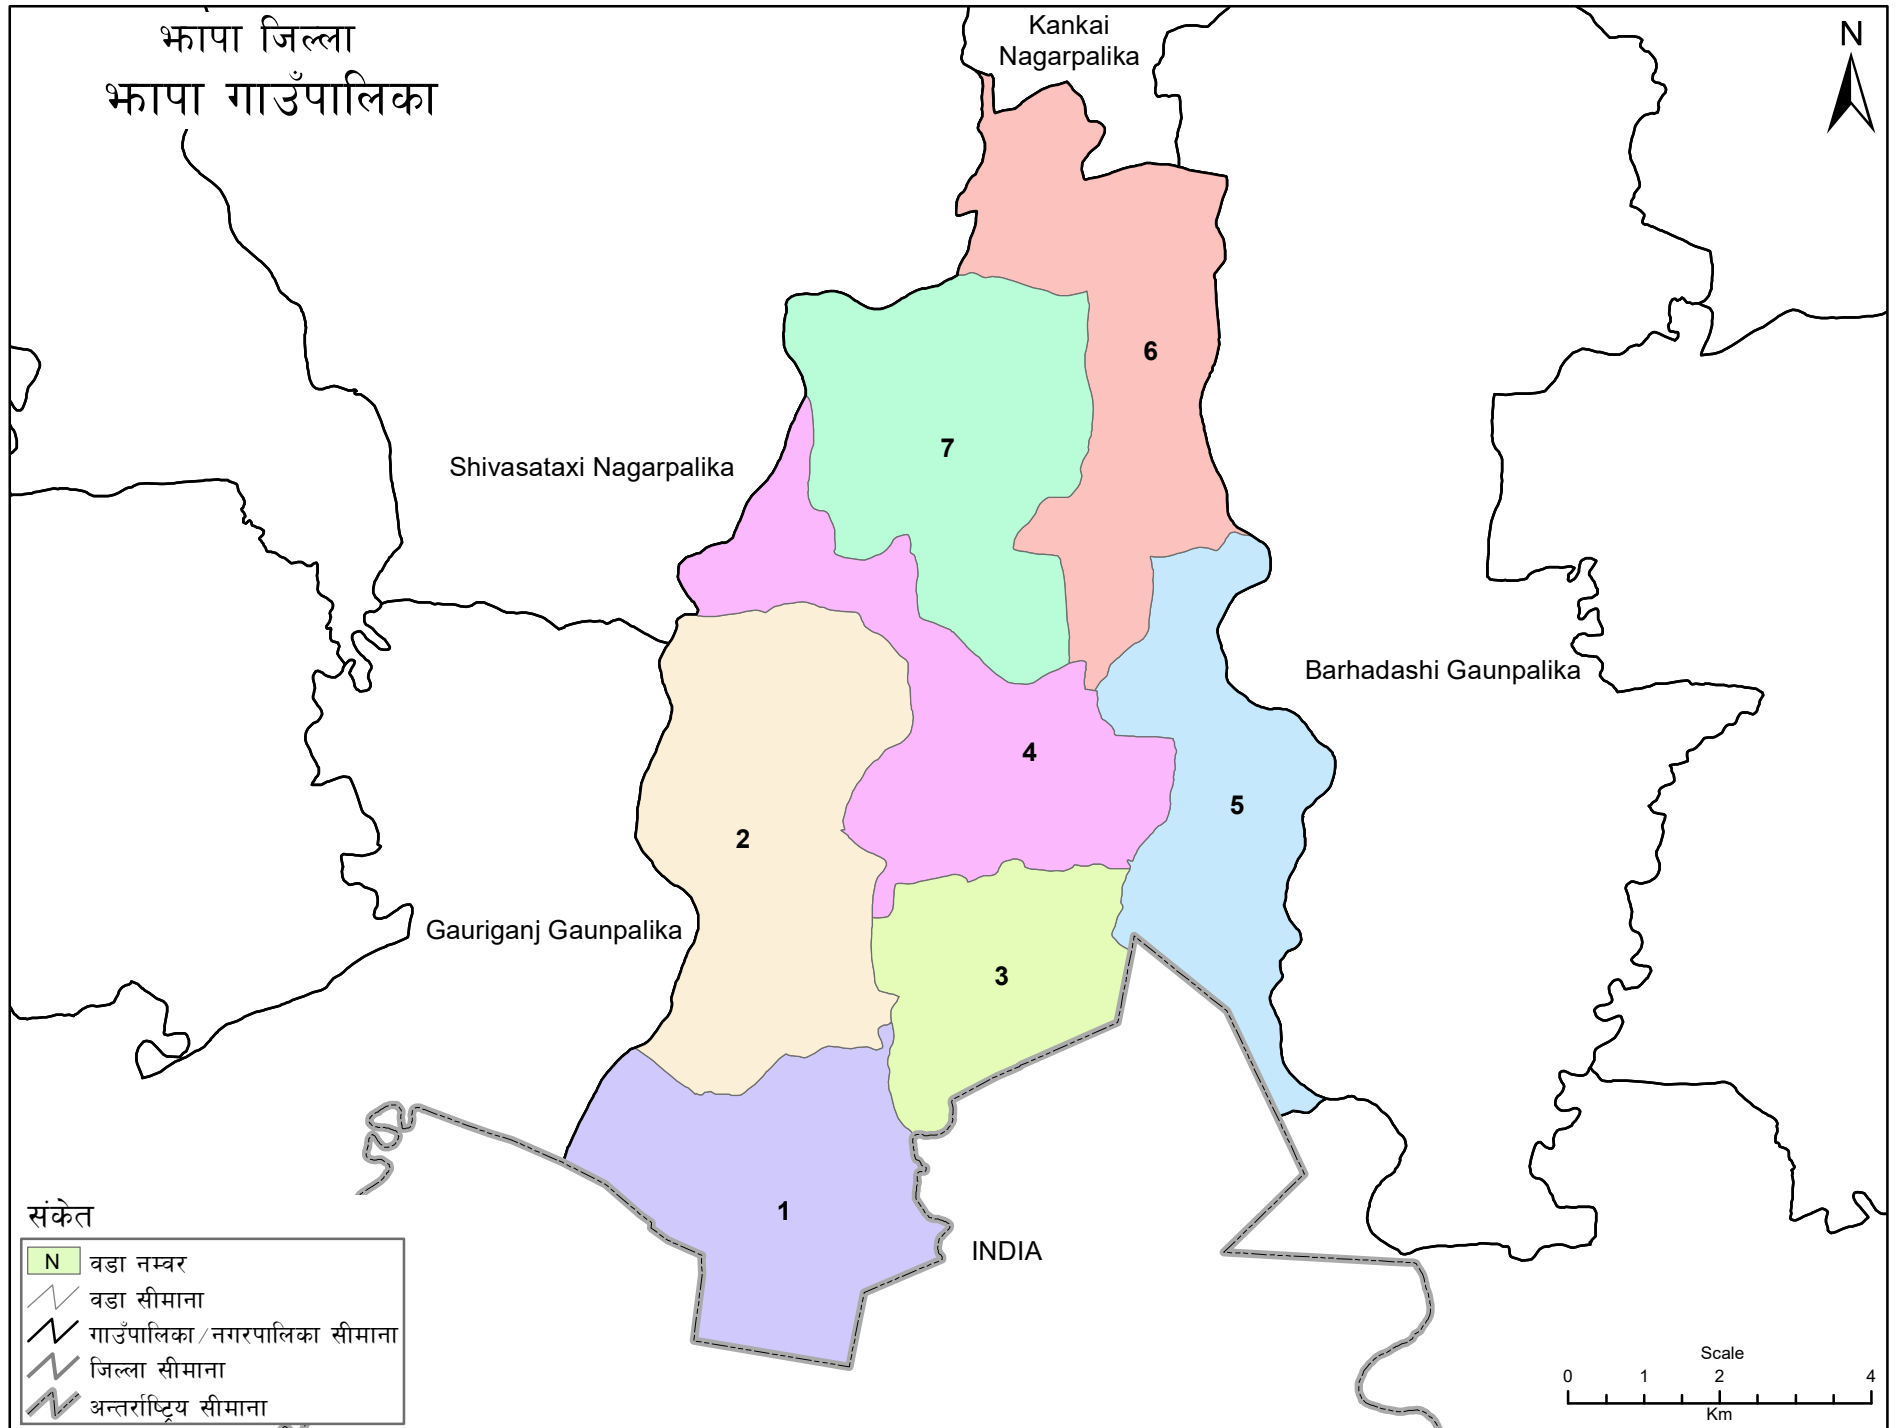 झापा जिल्ला
झापा गाउँपालिका
Kankai
Nagarpalika
N
6
7
Shivasataxi Nagarpalika
Barhadashi Gaunpalika
4
5
2
Gauriganj Gaunpalika
3
1
INDIA
संकेत
N वडा नम्वर
वडा सीमाना
गाउँपालिका/नगरपालिका सीमाना
जिल्ला सीमाना
अन्तर्राष्ट्रिय सीमाना
Scale
0 1 2 4
Km